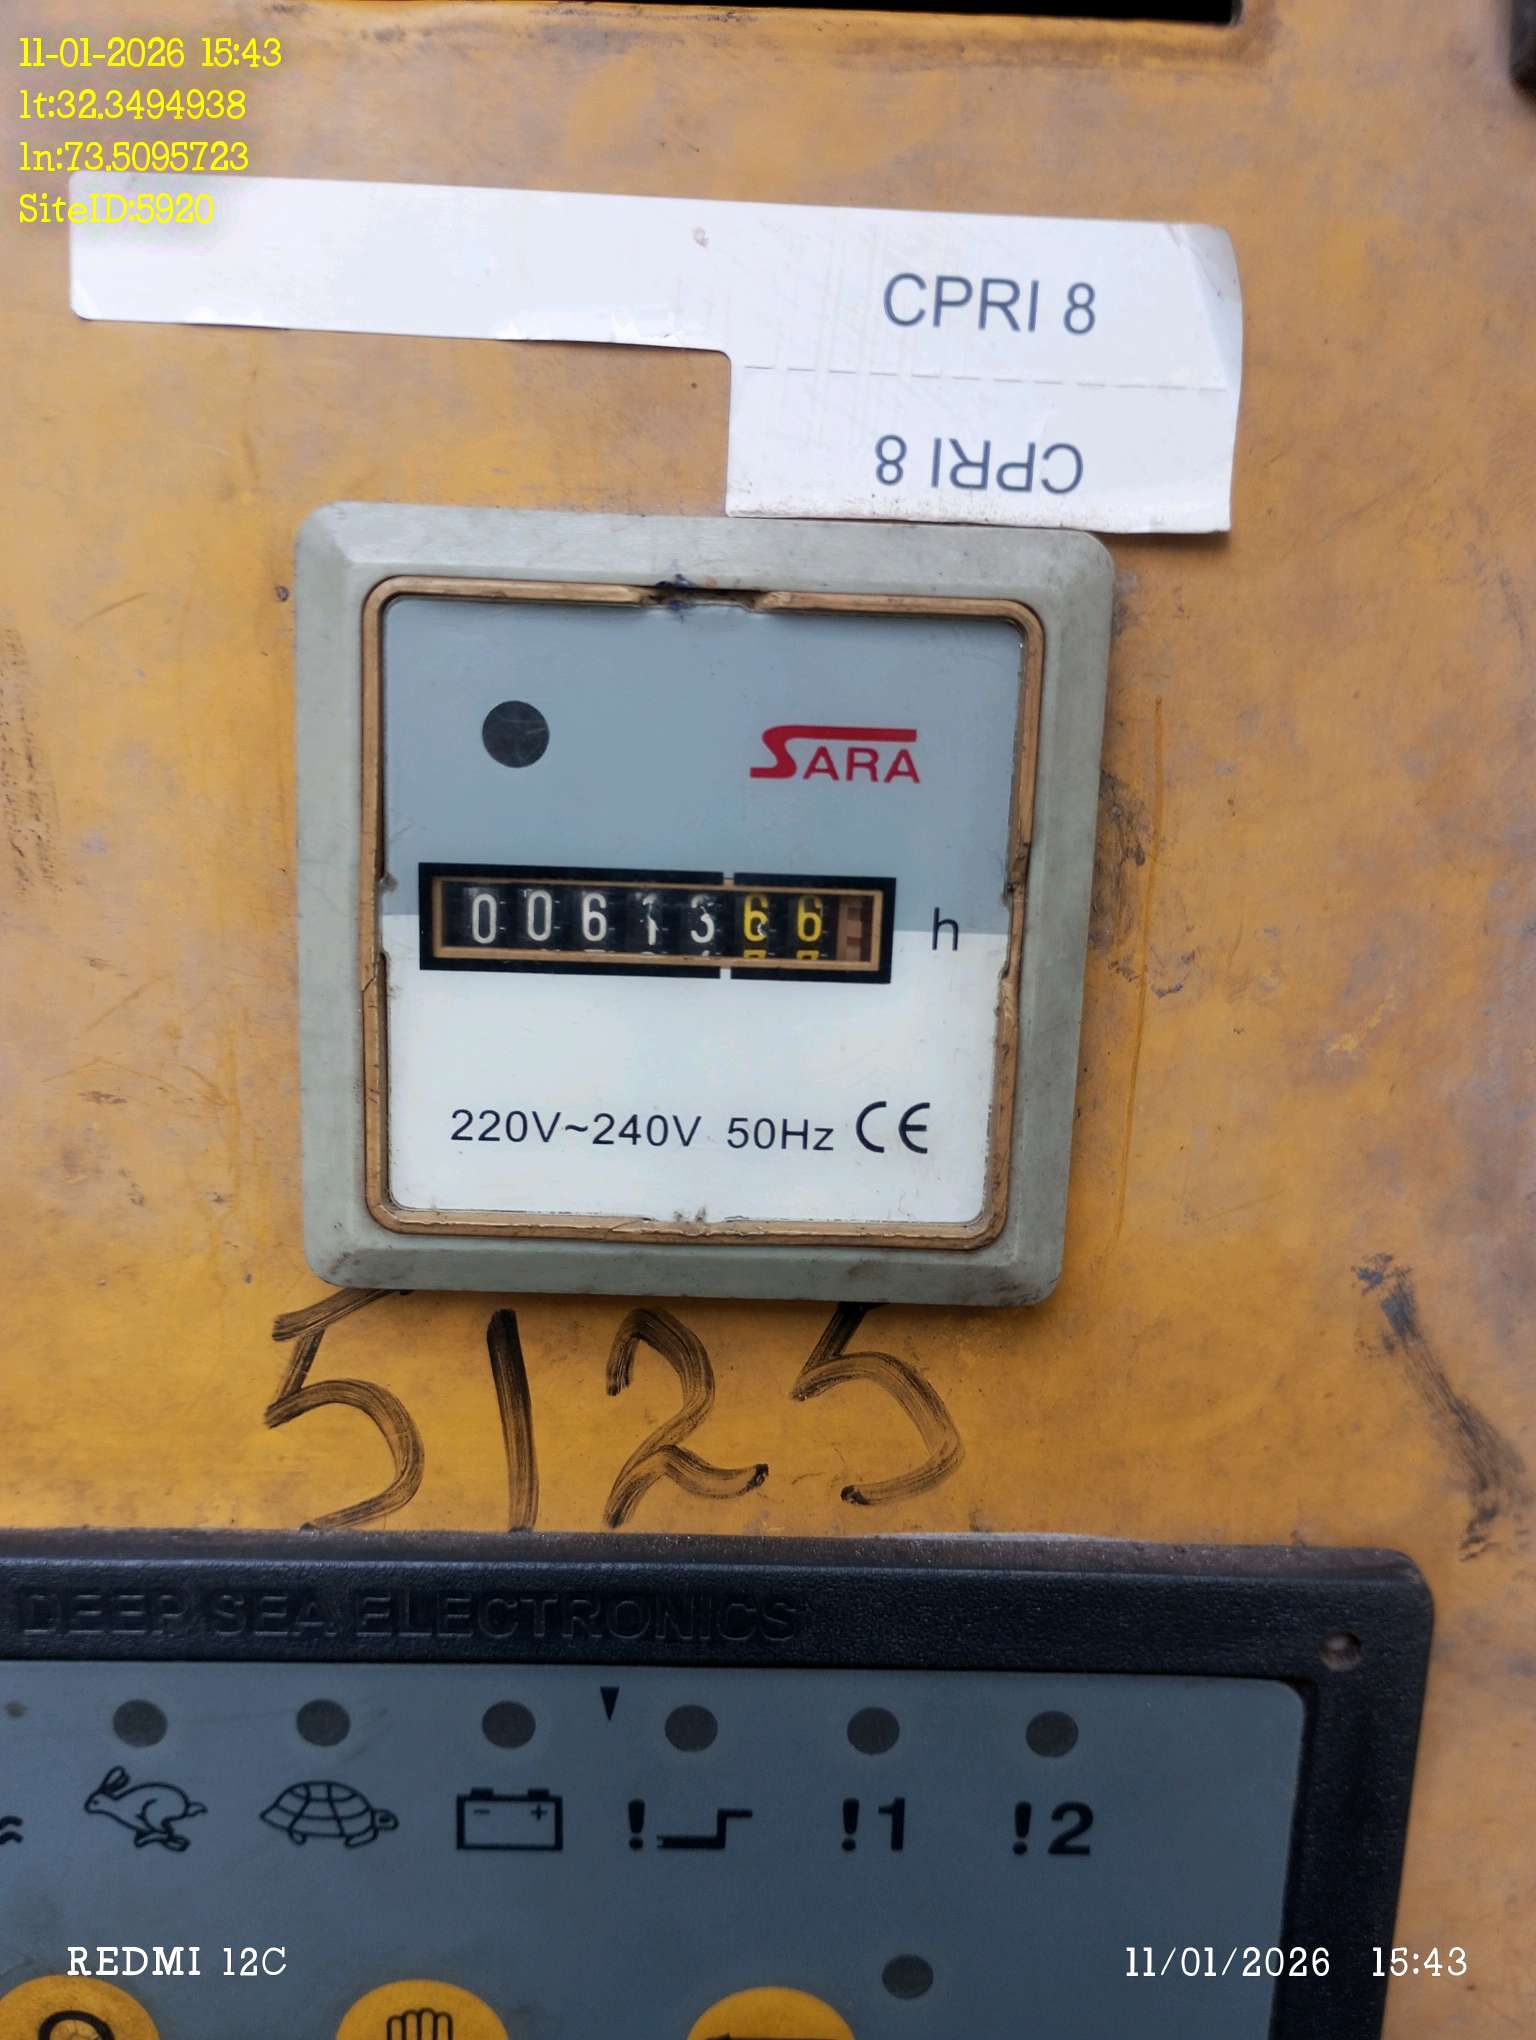 11-01-2026 15:43
lt:32.3494938
ln:73.5095723
SiteID:5920
CPRI 8
CPRI 8
SARA
0061366 h
220V~240V 50Hz CE
5125
DEEP SEA ELECTRONICS
!1 !2
REDMI 12C
11/01/2026 15:43